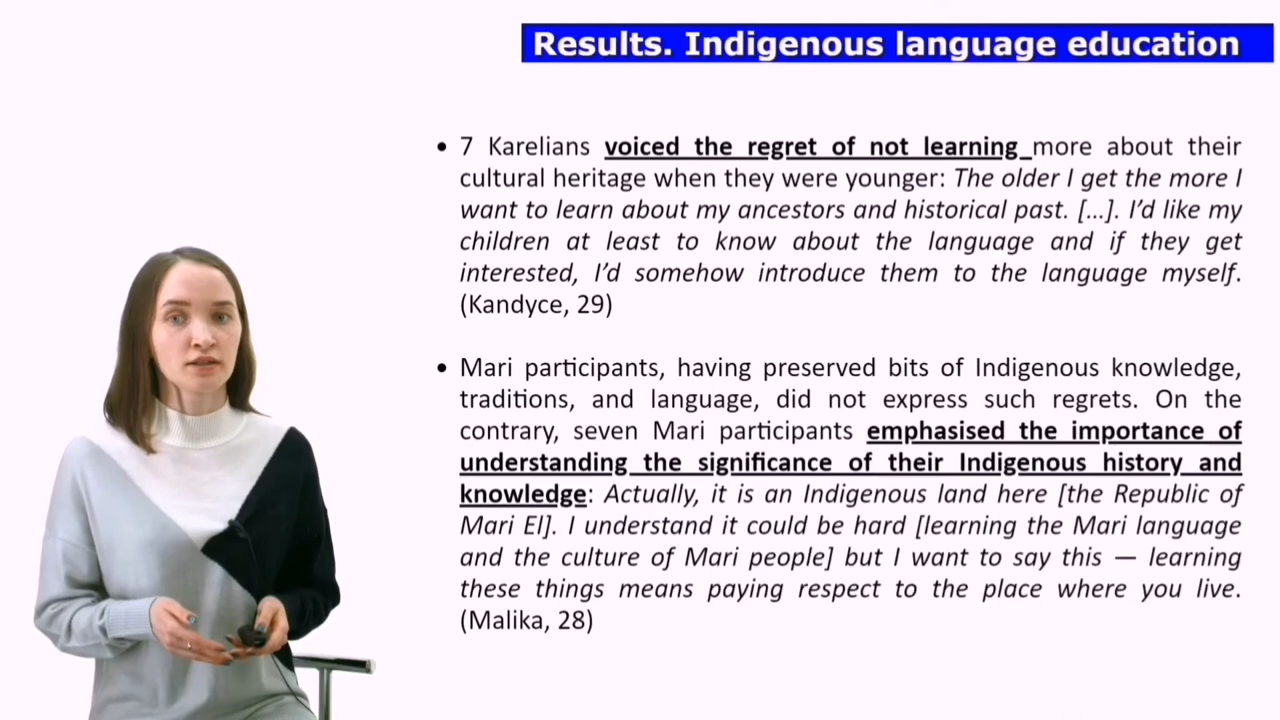 Results. Indigenous language education
• 7 Karelians voiced the regret of not learning more about their
cultural heritage when they were younger: The older I get the more I
want to learn about my ancestors and historical past. [...]. I’d like my
children at least to know about the language and if they get
interested, I’d somehow introduce them to the language myself.
(Kandyce, 29)
• Mari participants, having preserved bits of Indigenous knowledge,
traditions, and language, did not express such regrets. On the
contrary, seven Mari participants emphasised the importance of
understanding the significance of their Indigenous history and
knowledge: Actually, it is an Indigenous land here [the Republic of
Mari El]. I understand it could be hard [learning the Mari language
and the culture of Mari people] but I want to say this — learning
these things means paying respect to the place where you live.
(Malika, 28)